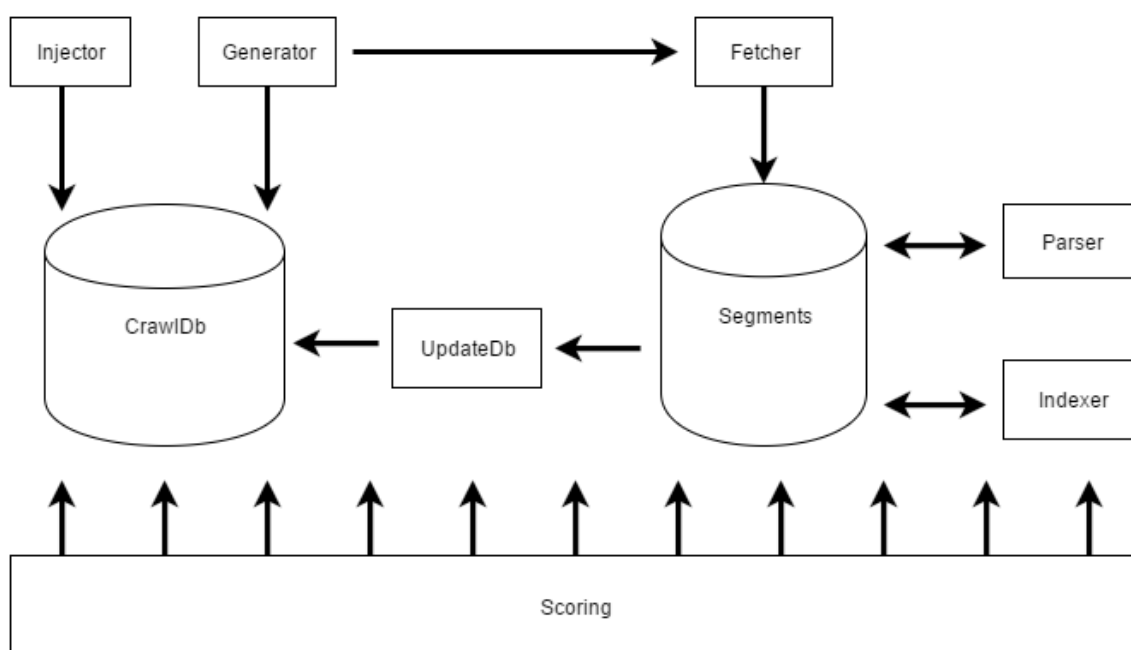 Injector
Generator
Fetcher
Parser
Segments
CrawlDb
UpdateDb
Indexer
Scoring